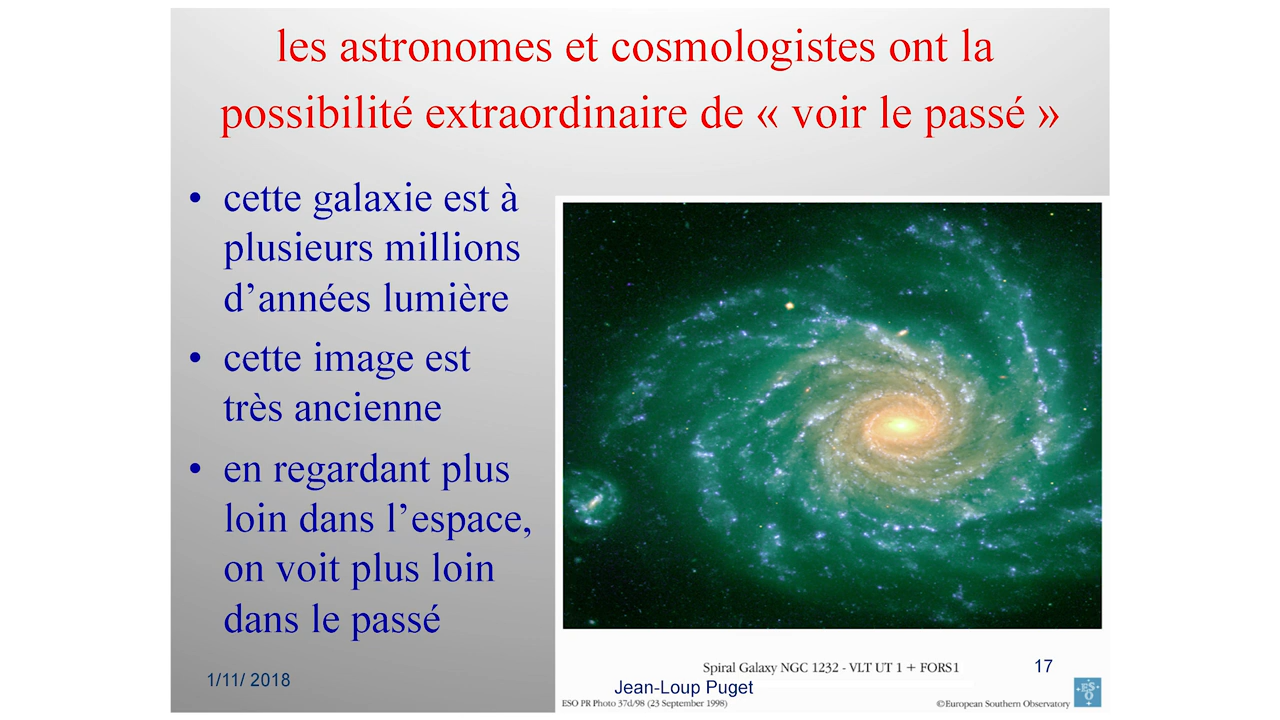 les astronomes et cosmologistes ont la
possibilité extraordinaire de « voir le passé »
• cette galaxie est à
plusieurs millions
d’années lumière
• cette image est
très ancienne
• en regardant plus
loin dans l’espace,
on voit plus loin
dans le passé
Spiral Galaxy NGC 1232 - VLT UT 1 + FORS1
17
1/11/ 2018
Jean-Loup Puget
ESO PR Photo 37d/98 (23 September 1998)
©European Southern Observatory
ESO